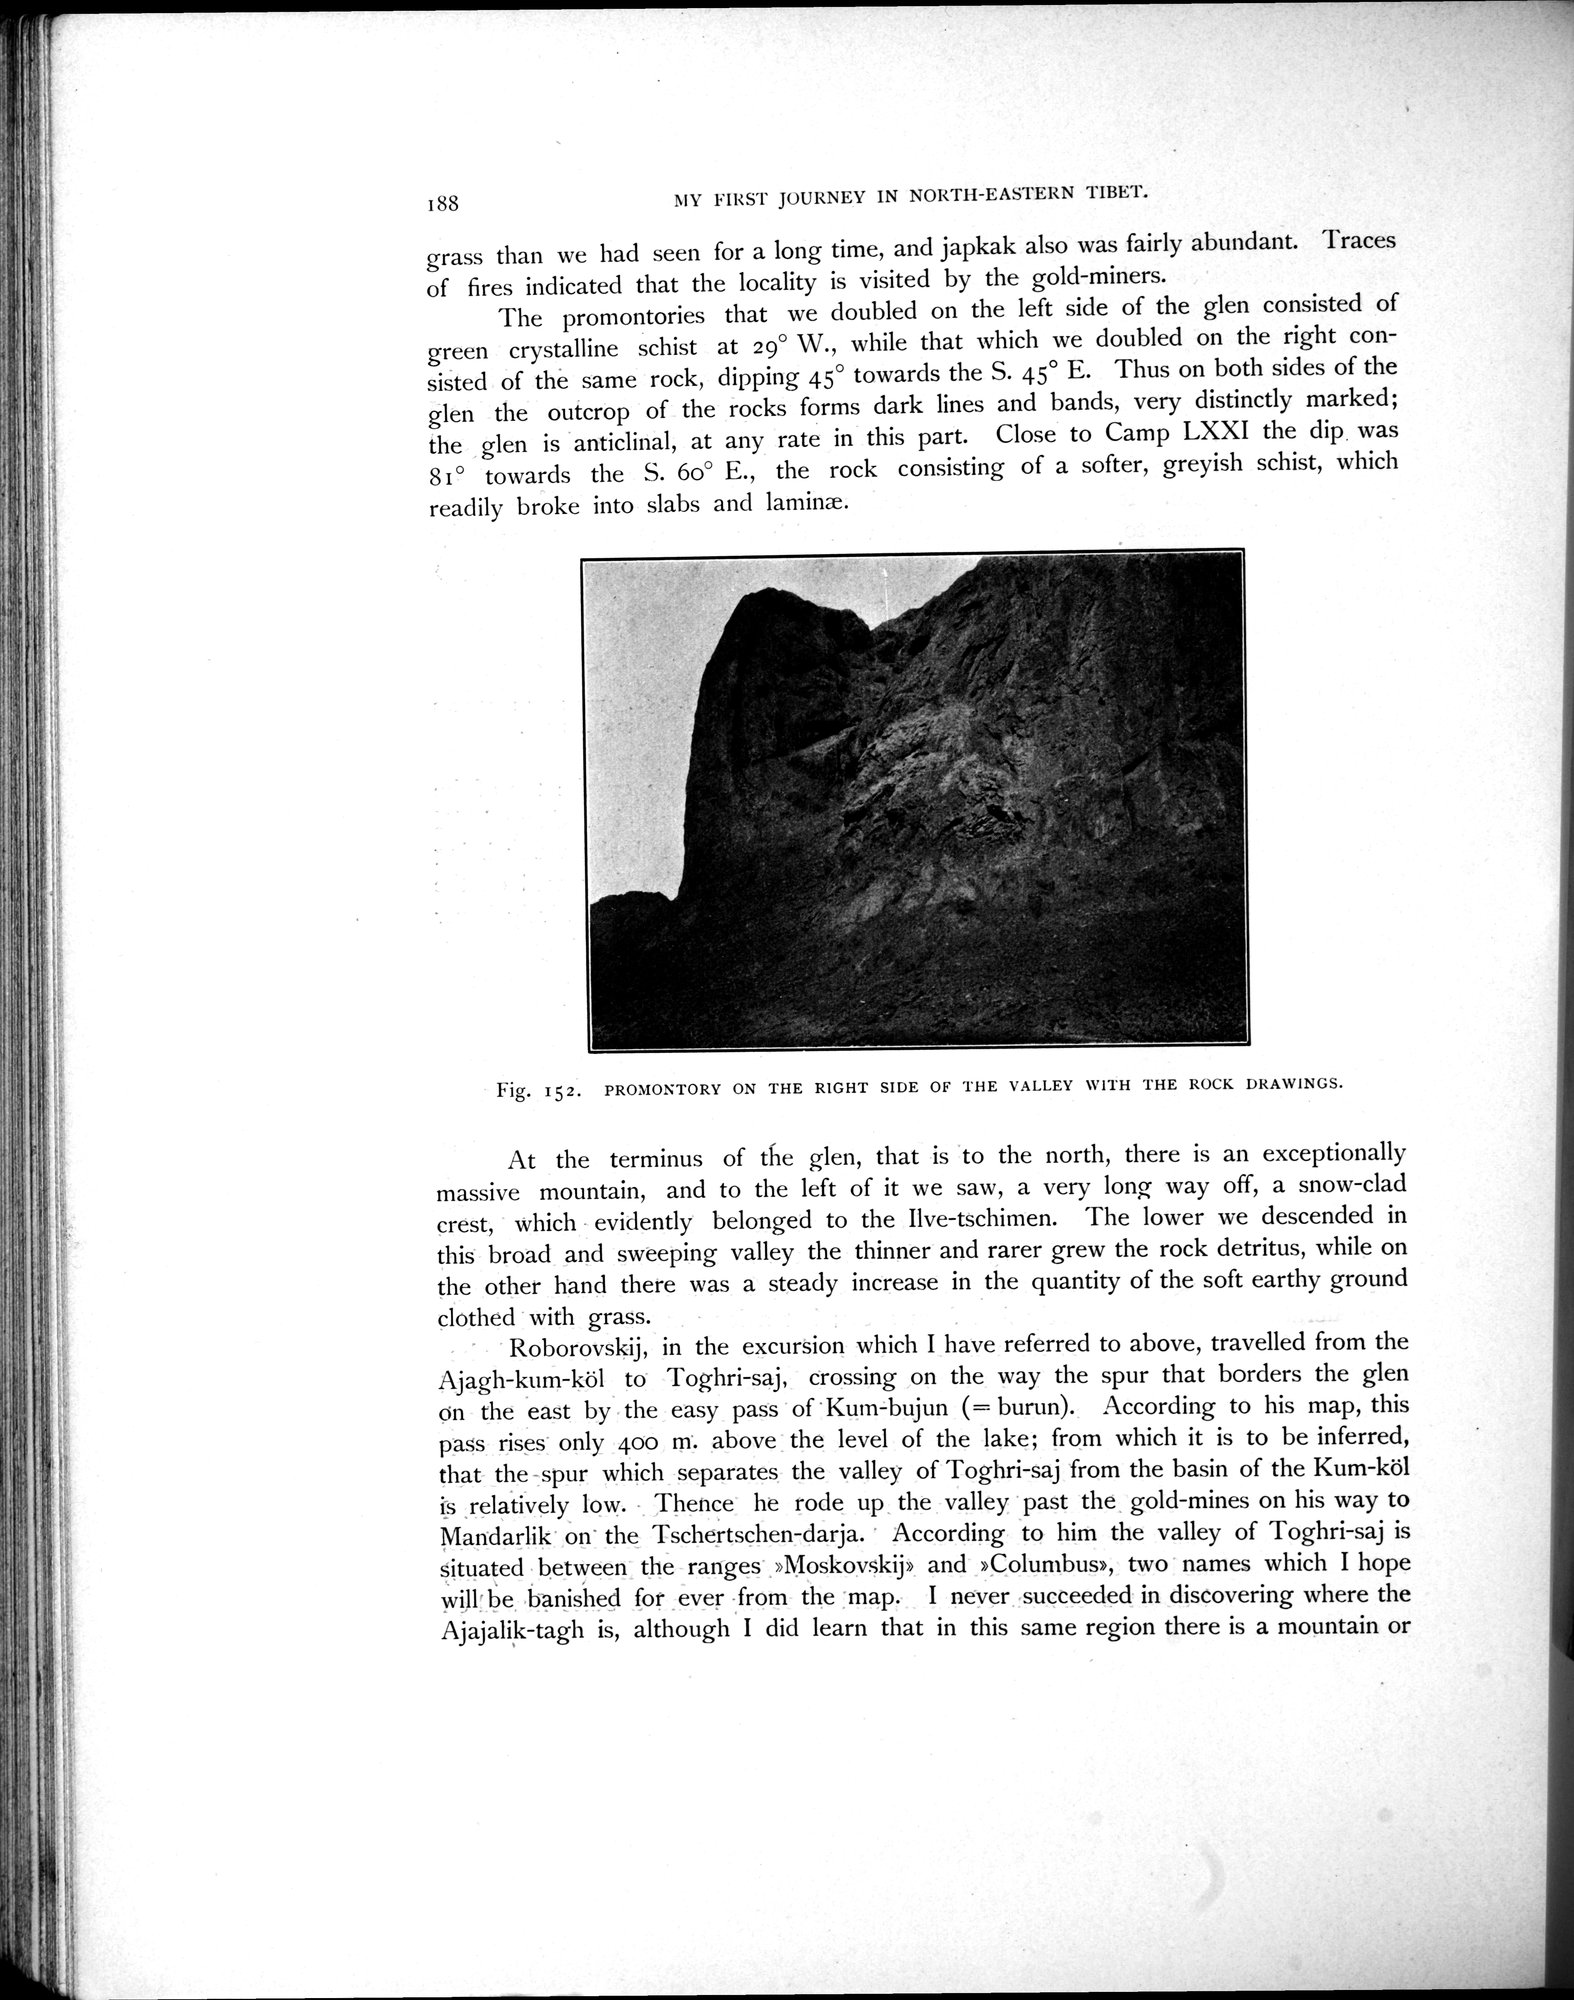 188
MY FIRST JOURNEY IN NORTH-EASTERN TIBET.
grass than we had seen for a long time, and japkak also was fairly abundant. Traces
of fires indicated that the locality is visited by the gold-miners.
The promontories that we doubled on the left side of the glen consisted of
green crystalline schist at 29° W., while that which we doubled on the right con-
sisted of the same rock, dipping 45° towards the S. 45° E. Thus on both sides of the
glen the outcrop of the rocks forms dark lines and bands, very distinctly marked;
the glen is anticlinal, at any rate in this part. Close to Camp LXXI the dip was
81° towards the S. 60° E., the rock consisting of a softer, greyish schist, which
readily broke into slabs and laminæ.
Fig. 152. PROMONTORY ON THE RIGHT SIDE OF THE VALLEY WITH THE ROCK DRAWINGS.
At the terminus of the glen, that is to the north, there is an exceptionally
massive mountain, and to the left of it we saw, a very long way off, a snow-clad
crest, which evidently belonged to the Ilve-tschimen. The lower we descended in
this broad and sweeping valley the thinner and rarer grew the rock detritus, while on
the other hand there was a steady increase in the quantity of the soft earthy ground
clothed with grass.
Roborovskij, in the excursion which I have referred to above, travelled from the
Ajagh-kum-köl to Toghri-saj, crossing on the way the spur that borders the glen
on the east by the easy pass of Kum-bujun (= burun). According to his map, this
pass rises only 400 m. above the level of the lake; from which it is to be inferred,
that the spur which separates the valley of Toghri-saj from the basin of the Kum-köl
is relatively low. Thence he rode up the valley past the gold-mines on his way to
Mandarlik on the Tschertschen-darja. According to him the valley of Toghri-saj is
situated between the ranges »Moskovskij» and »Columbus», two names which I hope
will be banished for ever from the map. I never succeeded in discovering where the
Ajajalik-tagh is, although I did learn that in this same region there is a mountain or